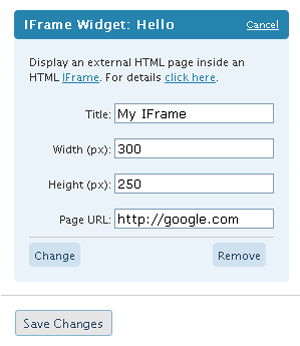 IFrame Widget: Hello Cancel
Display an external HTML page inside an
HTML IFrame. For details click here.
Title: My IFrame
Width (px): 300
Height (px): 250
Page URL: http://google.com
Change Remove
Save Changes